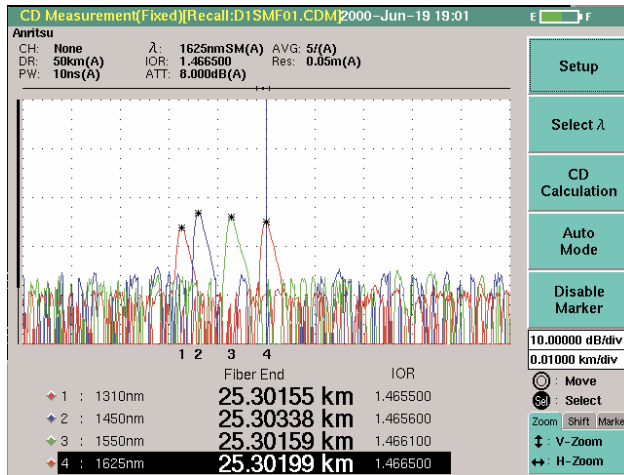 CD Measurement(Fixed)[Recall:D1SMF01.CDM]2000-Jun-19 19:01 E F
Anritsu
CH: None λ: 1625nmSM(A) AVG: 5/(A)
DR: 50km(A) IOR: 1.466500 Res: 0.05m(A)
PW: 10ns(A) ATT: 8.000dB(A)
Setup
Select λ
CD
Calculation
Auto
Mode
Disable
Marker
1 2 3 4
10.00000 dB/div
0.01000 km/div
Fiber End IOR
1 : 1310nm 25.30155 km 1.465500
2 : 1450nm 25.30338 km 1.465600
3 : 1550nm 25.30159 km 1.466100
4 : 1625nm 25.30199 km 1.466500
: Move
Sel : Select
Zoom Shift Marke
: V-Zoom
: H-Zoom